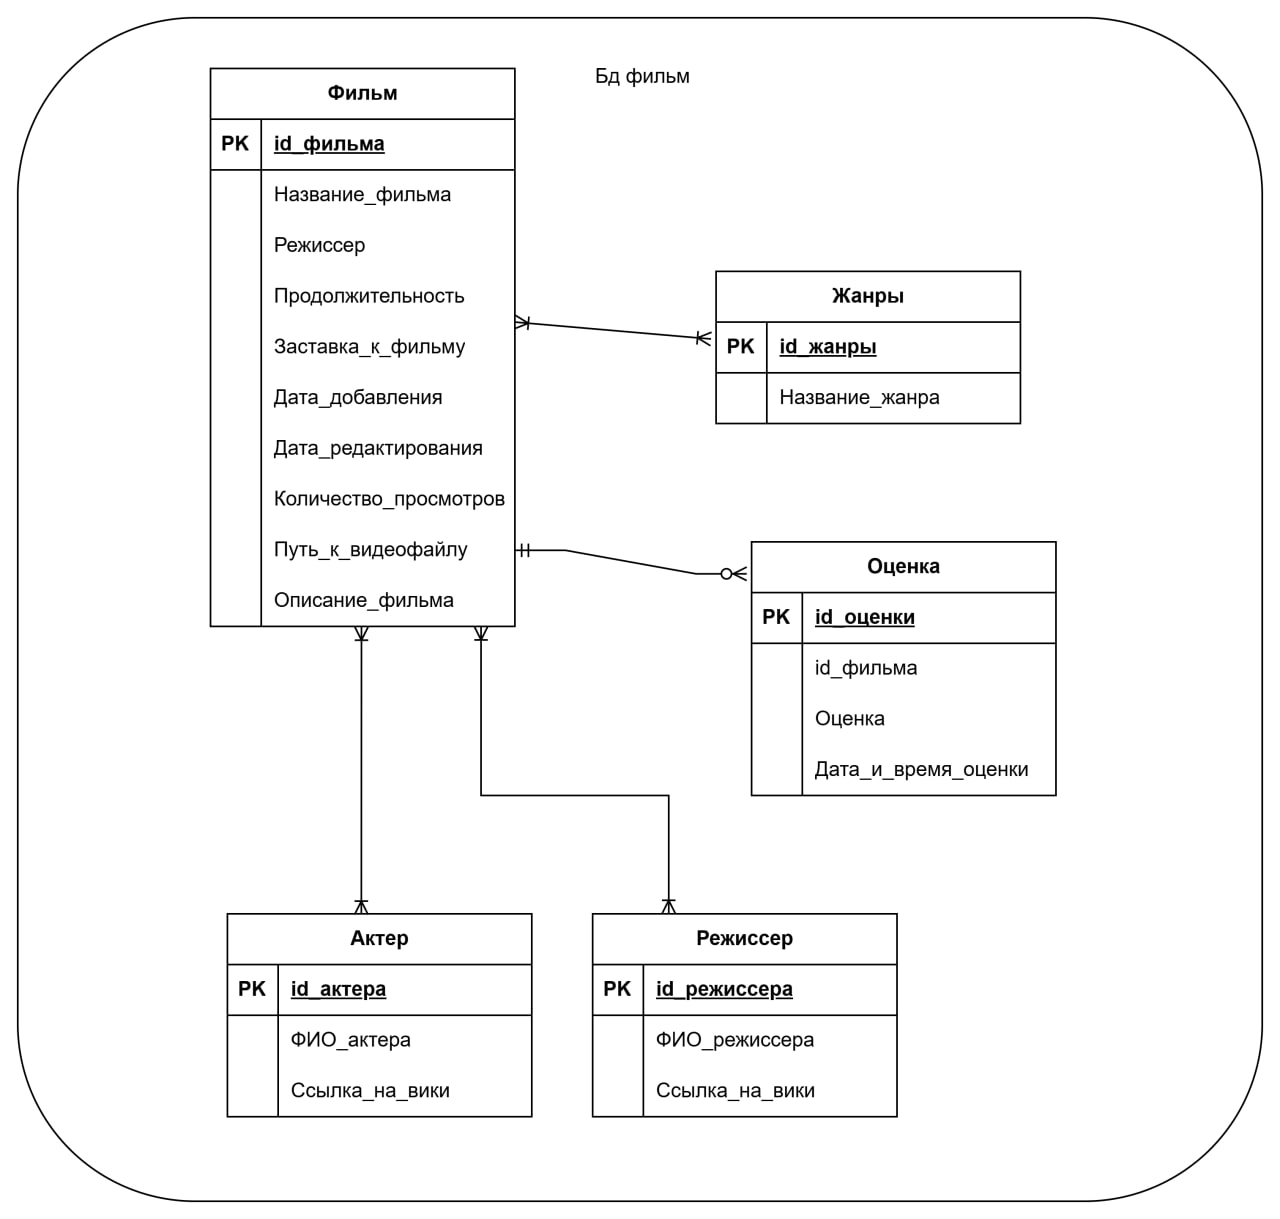 Бд фильм
Фильм
PK id_фильма
Название_фильма
Режиссер
Продолжительность
Заставка_к_фильму
Дата_добавления
Дата_редактирования
Количество_просмотров
Путь_к_видеофайлу
Описание_фильма
Жанры
PK id_жанры
Название_жанра
Оценка
PK id_оценки
id_фильма
Оценка
Дата_и_время_оценки
Актер
PK id_актера
ФИО_актера
Ссылка_на_вики
Режиссер
PK id_режиссера
ФИО_режиссера
Ссылка_на_вики